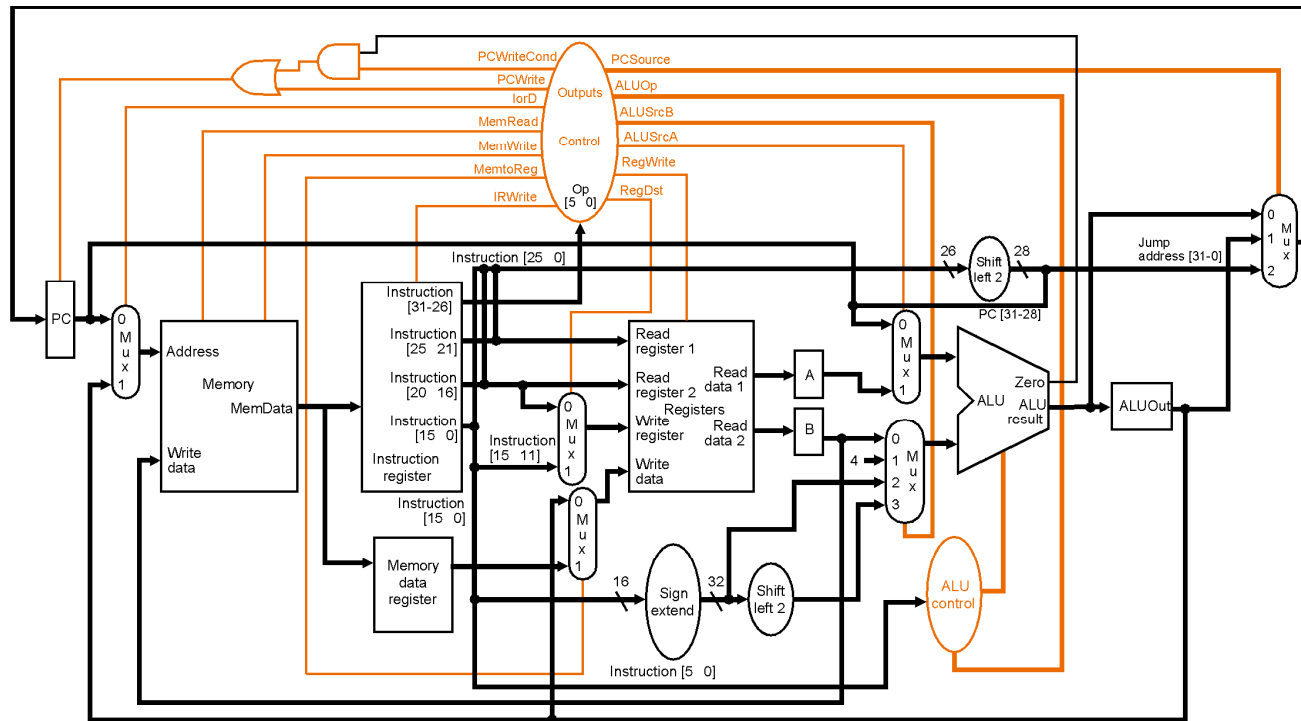 PCWriteCond
PCSource
PCWrite
ALUOp
IorD
Outputs
ALUSrcB
MemRead
Control
ALUSrcA
MemWrite
RegWrite
MemtoReg
Op
[5 0]
RegDst
IRWrite
Instruction [25 0]
26
Shift
left 2
28
Jump
address [31-0]
PC [31-28]
0
1
2
M
u
x
PC
0
M
u
x
1
Address
Memory
MemData
Write
data
Instruction
[31-26]
Instruction
[25 21]
Instruction
[20 16]
Instruction
[15 0]
Instruction
register
Instruction
[15 0]
Instruction
[15 11]
0
M
u
x
1
0
M
u
x
1
Read
register 1
Read
register 2
Write
register
Write
data
Registers
Read
data 1
Read
data 2
A
B
0
M
u
x
1
4
0
1
2
3
M
u
x
Zero
ALU
ALU
result
ALUOut
Memory
data
register
16
Sign
extend
32
Shift
left 2
ALU
control
Instruction [5 0]